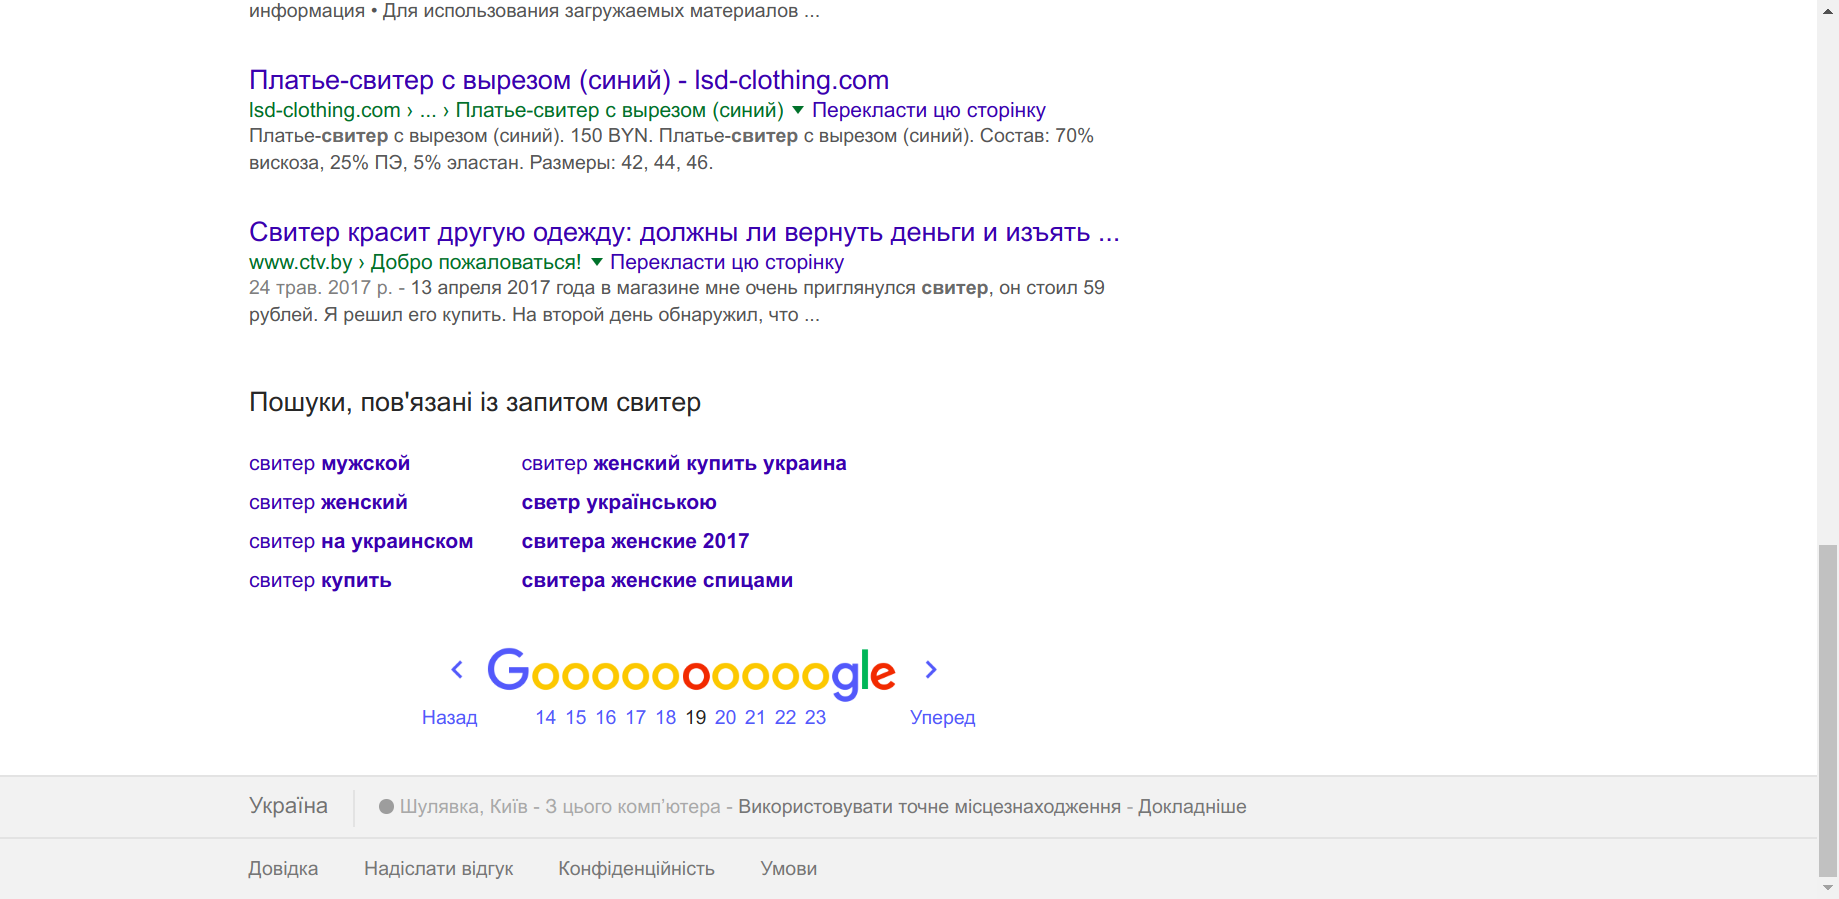 информация • Для использования загружаемых материалов ...
Платье-свитер с вырезом (синий) - lsd-clothing.com
lsd-clothing.com › ... › Платье-свитер с вырезом (синий) ▼ Перекласти цю сторінку
Платье-свитер с вырезом (синий). 150 BYN. Платье-свитер с вырезом (синий). Состав: 70%
вискоза, 25% ПЭ, 5% эластан. Размеры: 42, 44, 46.
Свитер красит другую одежду: должны ли вернуть деньги и изъять ...
www.ctv.by › Добро пожаловаться! ▼ Перекласти цю сторінку
24 трав. 2017 р. - 13 апреля 2017 года в магазине мне очень приглянулся свитер, он стоил 59
рублей. Я решил его купить. На второй день обнаружил, что ...
Пошуки, пов'язані із запитом свитер
свитер мужской
свитер женский купить украина
свитер женский
светр українською
свитер на украинском
свитера женские 2017
свитер купить
свитера женские спицами
Goooooooooogle
Назад 14 15 16 17 18 19 20 21 22 23 Уперед
Україна
Шулявка, Київ - З цього комп’ютера - Використовувати точне місцезнаходження - Докладніше
Довідка Надіслати відгук Конфіденційність Умови